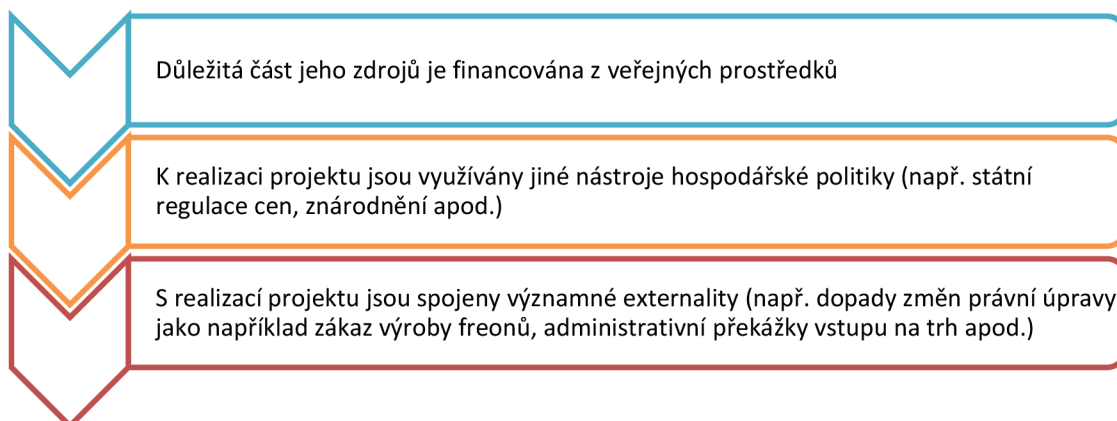 Důležitá část jeho zdrojů je financována z veřejných prostředků
K realizaci projektu jsou využívány jiné nástroje hospodářské politiky (např. státní
regulace cen, znárodnění apod.)
S realizací projektu jsou spojeny významné externality (např. dopady změn právní úpravy
jako například zákaz výroby freonů, administrativní překážky vstupu na trh apod.)